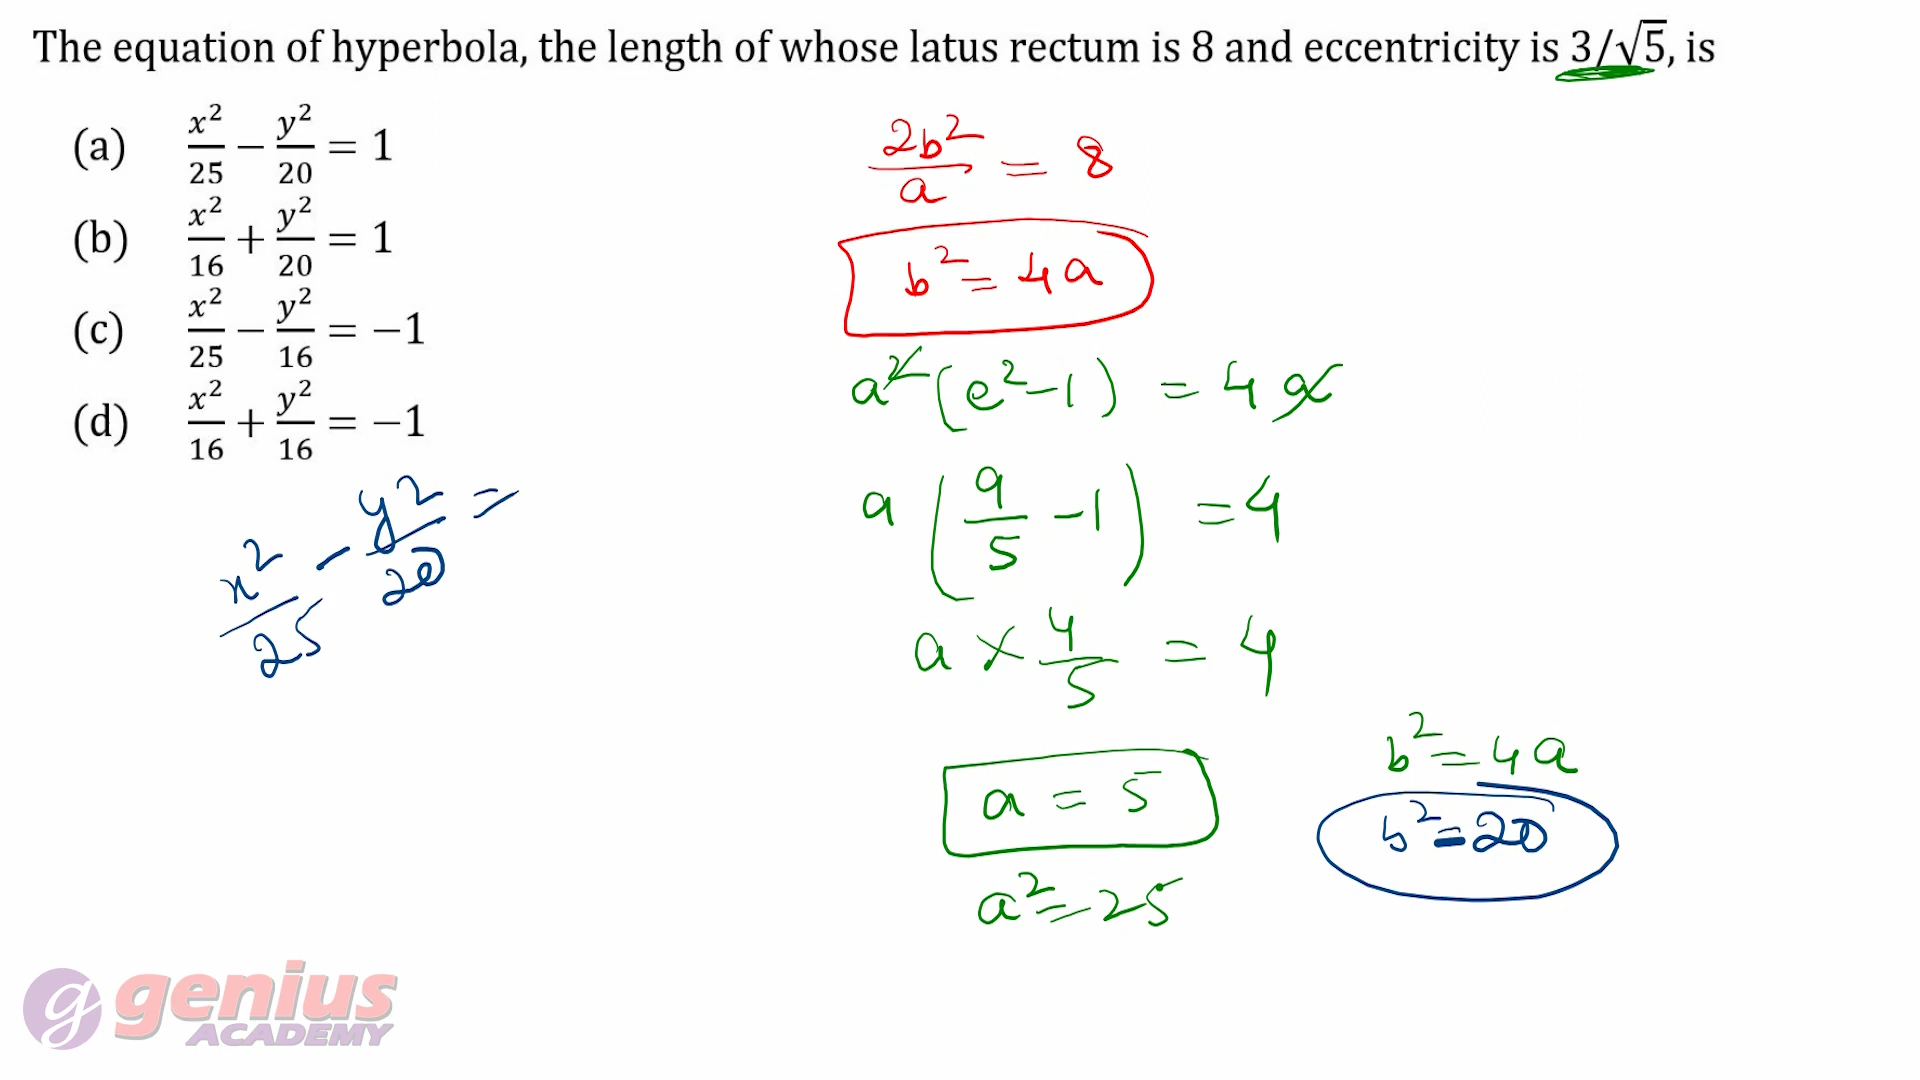 The equation of hyperbola, the length of whose latus rectum is 8 and eccentricity is 3/√5, is
(a) x²/25 − y²/20 = 1
(b) x²/16 + y²/20 = 1
(c) x²/25 − y²/16 = −1
(d) x²/16 + y²/16 = −1
x²/25 − y²/20 =
2b²/a = 8
b² = 4a
a²(e²−1) = 4a
a(9/5 −1) = 4
a × 4/5 = 4
a = 5
a² = 25
b² = 4a
b² = 20
g genius
ACADEMY